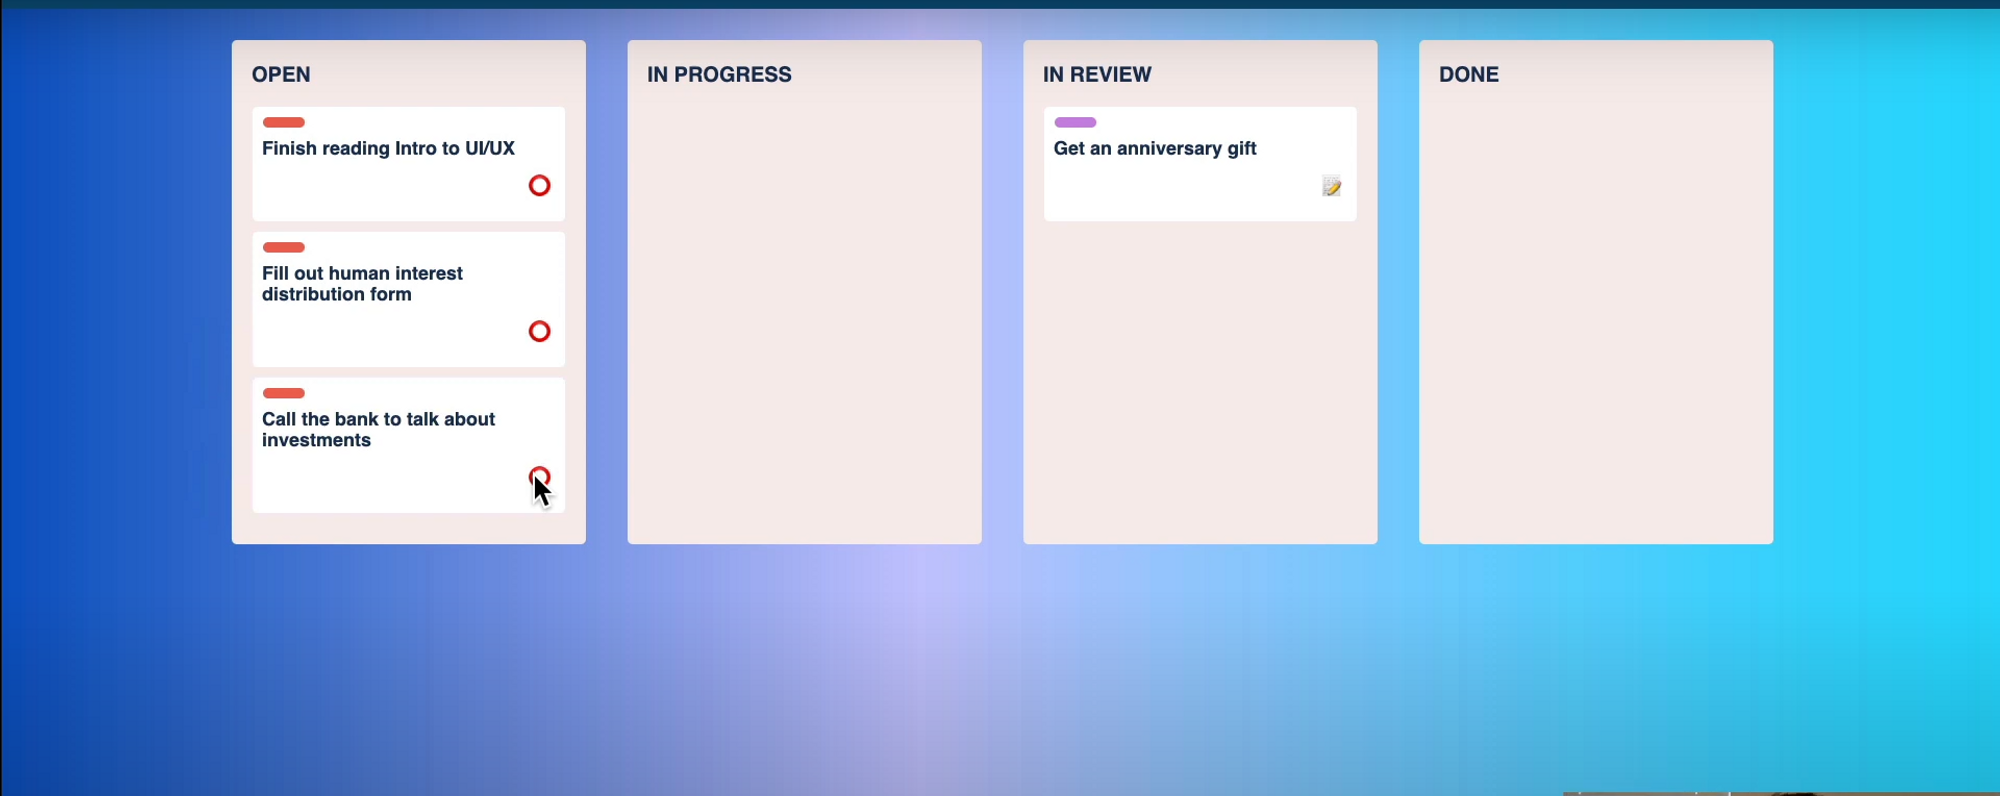 OPEN
Finish reading Intro to UI/UX
Fill out human interest
distribution form
Call the bank to talk about
investments
IN PROGRESS
IN REVIEW
Get an anniversary gift
DONE